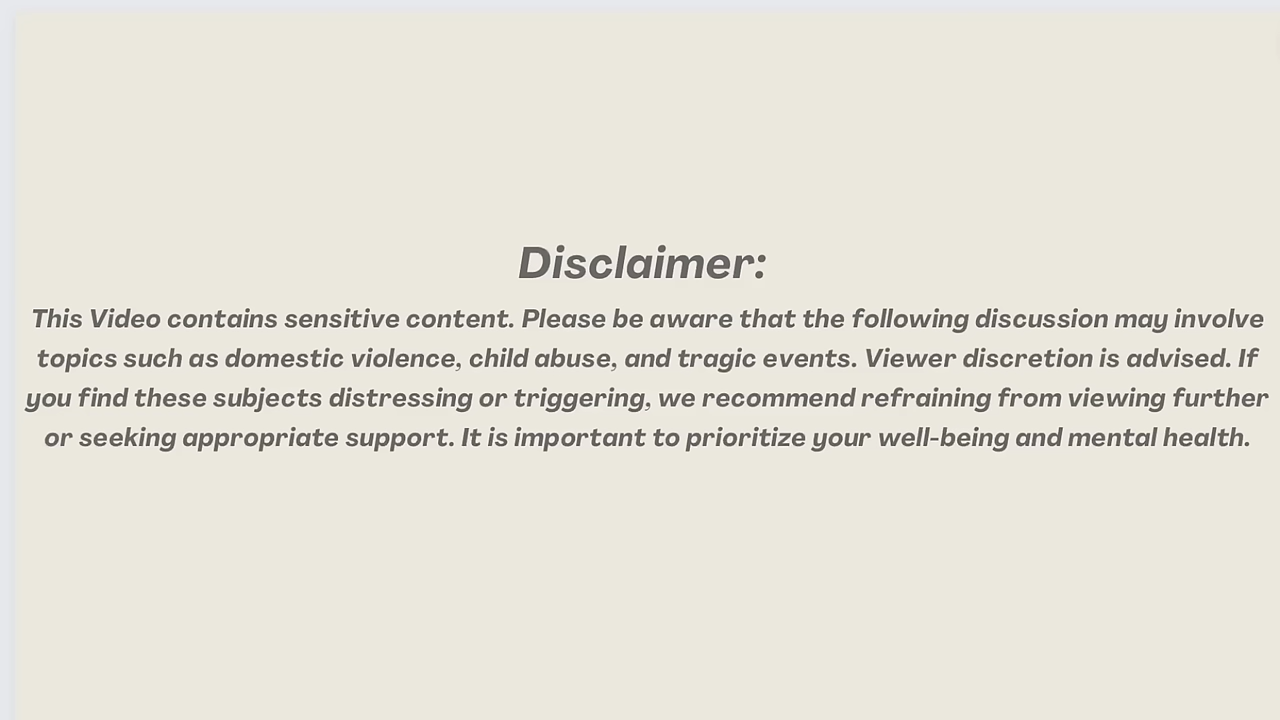 Disclaimer:
This Video contains sensitive content. Please be aware that the following discussion may involve
topics such as domestic violence, child abuse, and tragic events. Viewer discretion is advised. If
you find these subjects distressing or triggering, we recommend refraining from viewing further
or seeking appropriate support. It is important to prioritize your well-being and mental health.